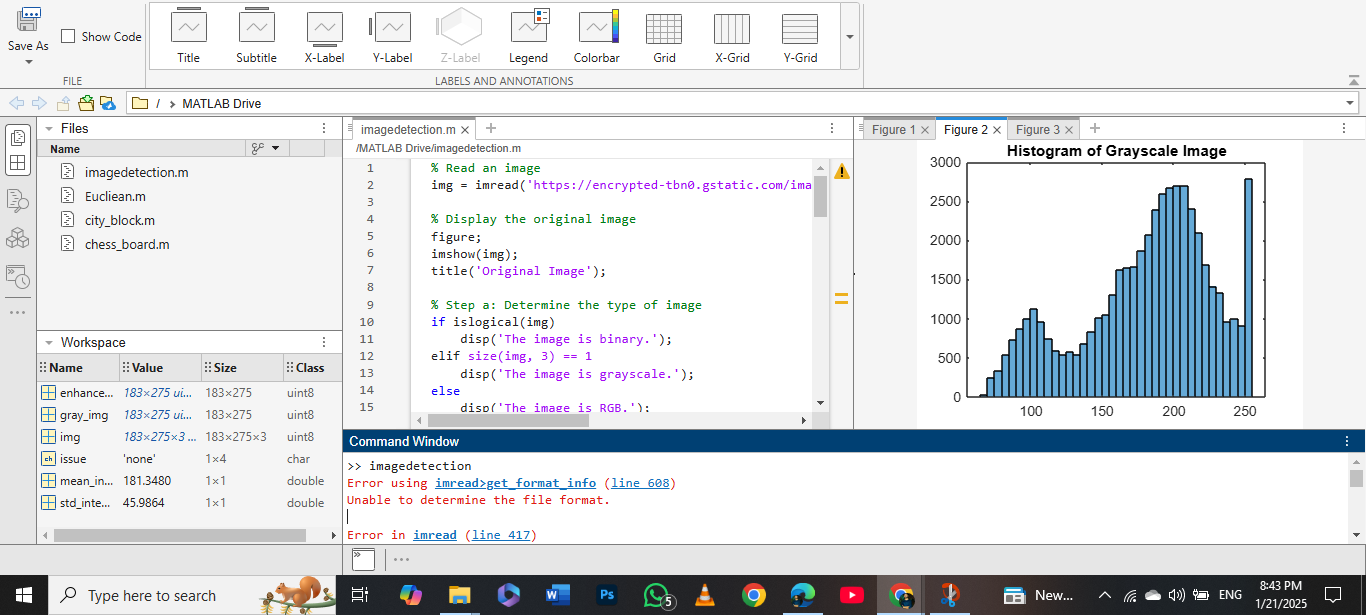 Save As
Show Code
FILE
Title
Subtitle
X-Label
Y-Label
Z-Label
Legend
Colorbar
Grid
X-Grid
Y-Grid
LABELS AND ANNOTATIONS
/ > MATLAB Drive
Files
Name
imagedetection.m
Eucliean.m
city_block.m
chess_board.m
Workspace
Name Value Size Class
enhance... 183×275 ui... 183×275 uint8
gray_img 183×275 ui... 183×275 uint8
img 183×275×3 ... 183×275×3 uint8
issue 'none' 1×4 char
mean_in... 181.3480 1×1 double
std_inte... 45.9864 1×1 double
imagedetection.m
/MATLAB Drive/imagedetection.m
1 % Read an image
2 img = imread('https://encrypted-tbn0.gstatic.com/ima
3
4 % Display the original image
5 figure;
6 imshow(img);
7 title('Original Image');
8
9 % Step a: Determine the type of image
10 if islogical(img)
11 disp('The image is binary.');
12 elif size(img, 3) == 1
13 disp('The image is grayscale.');
14 else
15 disp('The image is RGB.');
Figure 1 Figure 2 Figure 3
Histogram of Grayscale Image
3000
2500
2000
1500
1000
500
0
100 150 200 250
Command Window
>> imagedetection
Error using imread>get_format_info (line 608)
Unable to determine the file format.
Error in imread (line 417)
Type here to search
W
Ps
5
New...
ENG
8:43 PM
1/21/2025